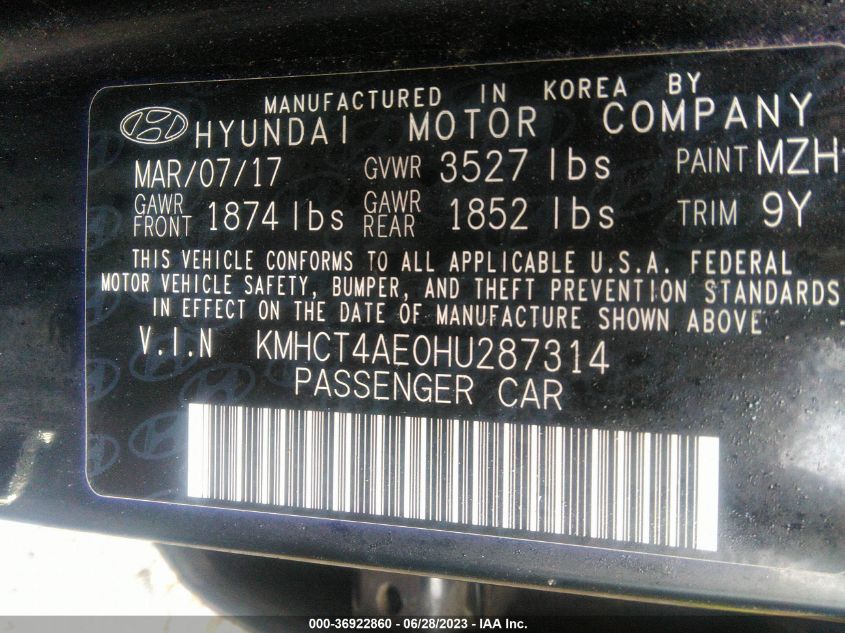 MANUFACTURED IN KOREA BY
HYUNDAI MOTOR COMPANY
MAR/07/17 GVWR 3527 lbs PAINT MZH
GAWR FRONT 1874 lbs GAWR REAR 1852 lbs TRIM 9Y
THIS VEHICLE CONFORMS TO ALL APPLICABLE U.S.A. FEDERAL
MOTOR VEHICLE SAFETY, BUMPER, AND THEFT PREVENTION STANDARDS
IN EFFECT ON THE DATE OF MANUFACTURE SHOWN ABOVE
V.I.N KMHCT4AE0HU287314
PASSENGER CAR
000-36922860 / 06/28/2023 - IAA Inc.